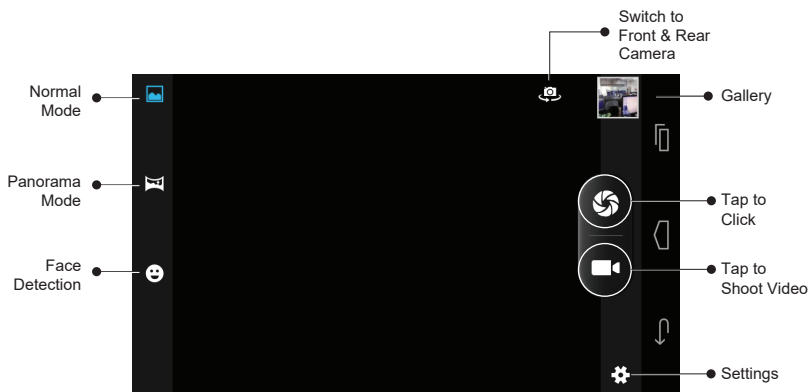 Switch to
Front & Rear
Camera
Normal
Mode
Gallery
Panorama
Mode
Tap to
Click
Face
Detection
Tap to
Shoot Video
Settings